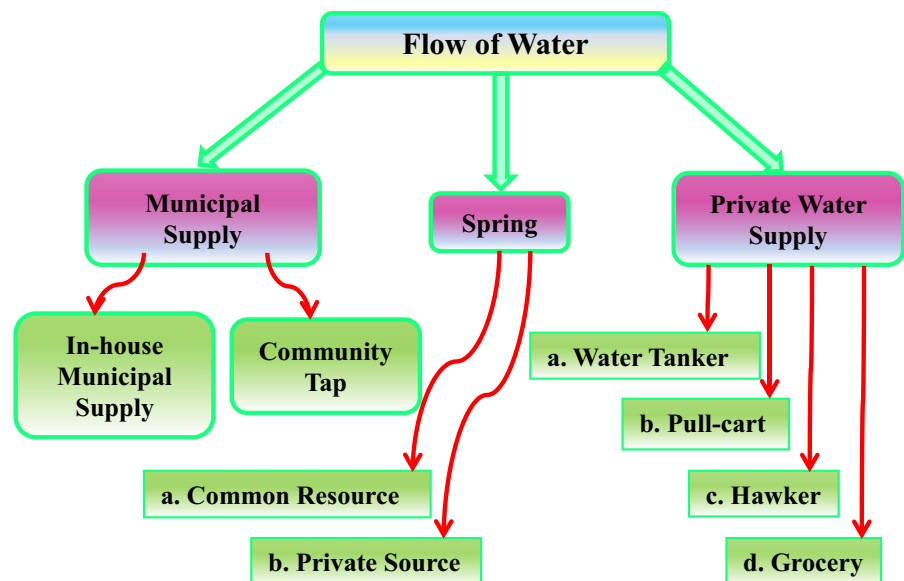 Flow of Water
Municipal
Supply
Spring
Private Water
Supply
In-house
Municipal
Supply
Community
Tap
a. Water Tanker
b. Pull-cart
a. Common Resource
c. Hawker
b. Private Source
d. Grocery